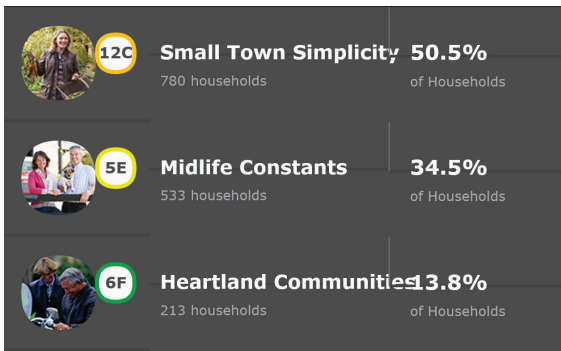 12C
Small Town Simplicity 50.5%
780 households of Households
5E
Midlife Constants 34.5%
533 households of Households
6F
Heartland Communities 13.8%
213 households of Households